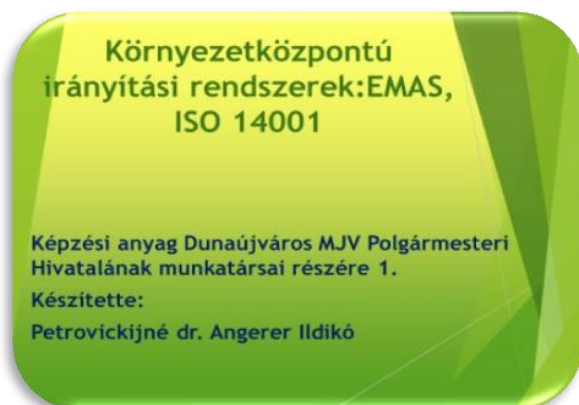 Környezetközpontú
irányítási rendszerek:EMAS,
ISO 14001
Képzési anyag Dunaújváros MJV Polgármesteri
Hivatalának munkatársai részére 1.
Készítette:
Petrovickijné dr. Angerer Ildikó